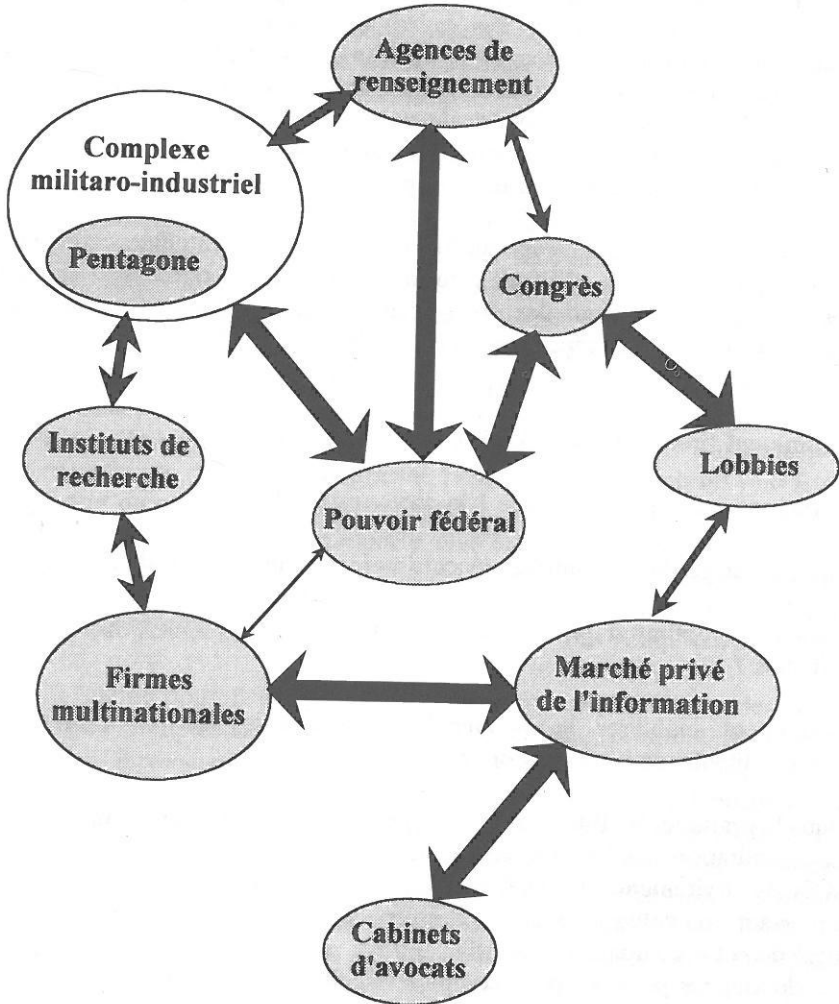 Agences de
renseignement
Complexe
militaro-industriel
Pentagone
Congrès
Instituts de
recherche
Lobbies
Pouvoir fédéral
Firmes
multinationales
Marché privé
de l'information
Cabinets
d'avocats